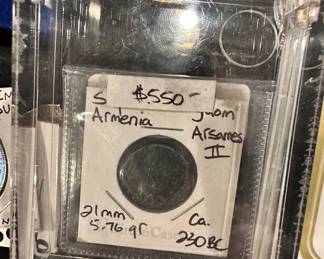 $550-
S
Armenia
Arsames
II
21mm
5.76 gr
Ca.
230BC